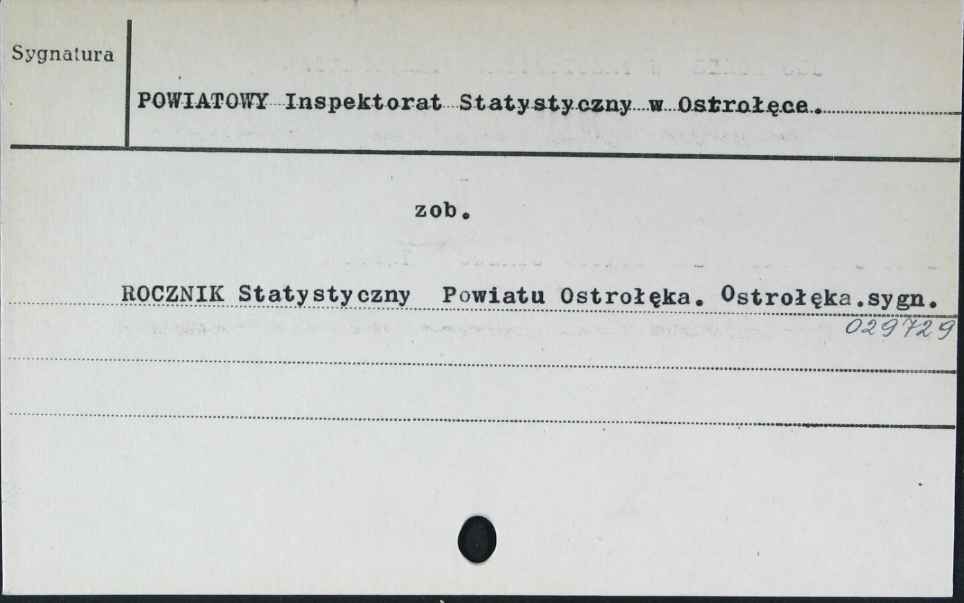 Sygnatura
POWIATOWY Inspektorat Statystyczny w Ostrołęce.
zob.
ROCZNIK Statystyczny Powiatu Ostrołęka. Ostrołęka.sygn.
029729